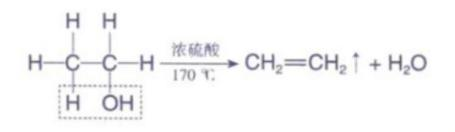 H H
H—C—C—H 浓硫酸 170 ℃ CH₂=CH₂↑ + H₂O
H OH